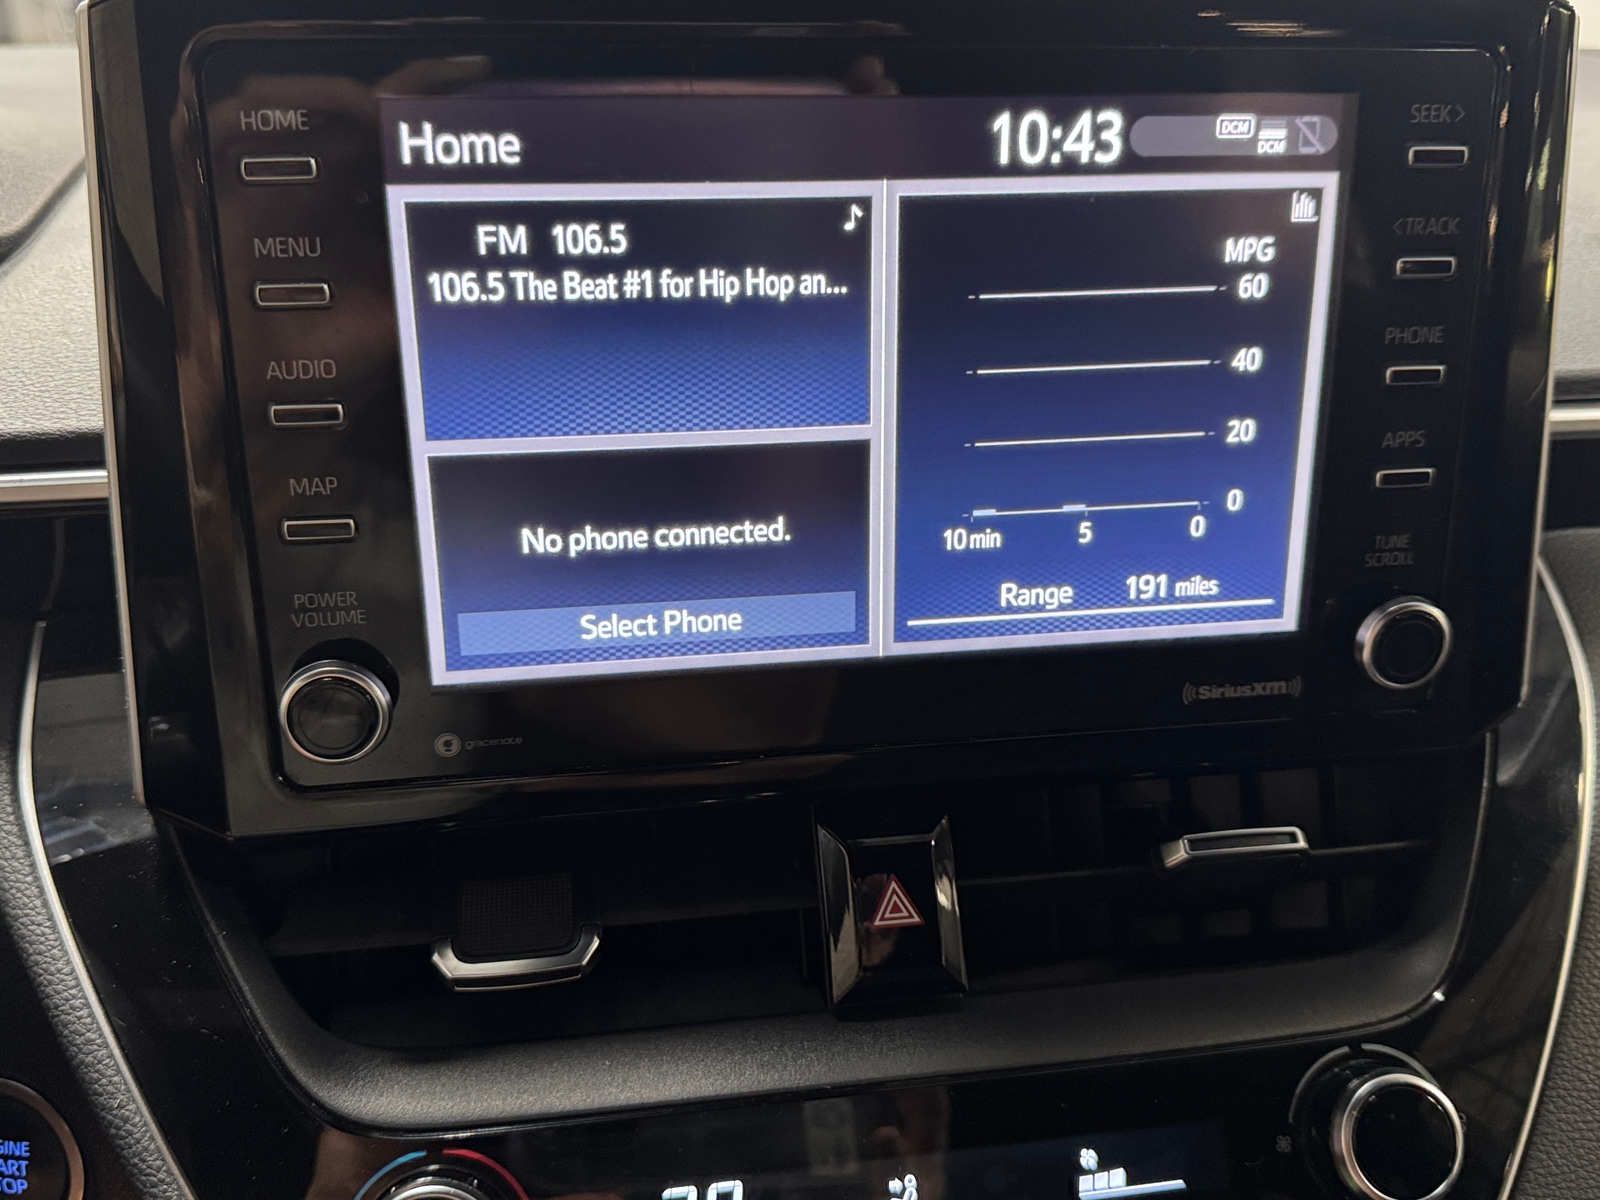 HOME
MENU
AUDIO
MAP
POWER
VOLUME
Home
10:43
DCM
DCM
FM 106.5
106.5 The Beat #1 for Hip Hop an...
No phone connected.
Select Phone
MPG
60
40
20
0
10 min 5 0
Range 191 miles
SEEK>
<TRACK
PHONE
APPS
TUNE
SCROLL
gracenote
((SiriusXM))